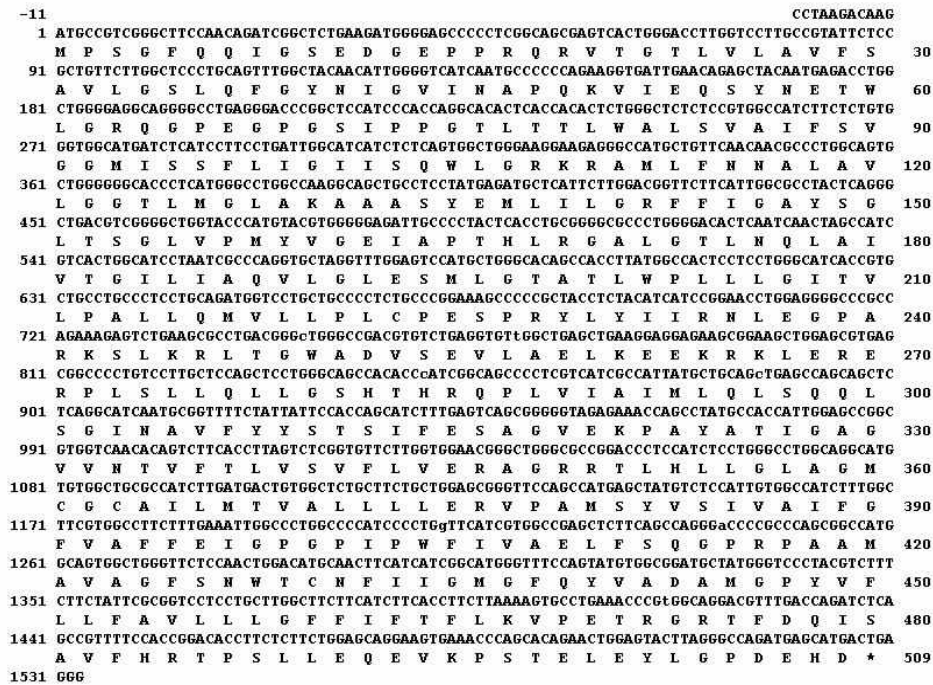 -11 CCTAAGACAAG
1 ATGCCGTCGGGCTTCCAACAGATCGGCTCTGAAGATGGGGAGCCCCCTCGGCAGCGAGTCACTGGGACCTTGGTCCTTGCCGTATTCTCC
M P S G F Q Q I G S E D G E P P R Q R V T G T L V L A V F S 30
91 GCTGTTCTTGGCTCCCTGCAGTTTGGCTACAACATTGGGGTCATCAATGCCCCCCAGAAGGTGATTGAACAGAGCTACAATGAGACCTGG
A V L G S L Q F G Y N I G V I N A P Q K V I E Q S Y N E T W 60
181 CTGGGGAGGCAGGGGCCTGAGGGACCCGGCTCCATCCCACCAGGCACACTCACCACACTCTGGGCTCTCTCCGTGGCCATCTTCTCTGTG
L G R Q G P E G P G S I P P G T L T T L W A L S V A I F S V 90
271 GGTGGCATGATCTCATCCTTCCTGATTGGCATCATCTCTCAGTGGCTGGGAAGGAAGAGGGCCATGCTGTTCAACAACGCCCTGGCAGTG
G G M I S S F L I G I I S Q W L G R K R A M L F N N A L A V 120
361 CTGGGGGGCACCCTCATGGGCCTGGCCAAGGCAGCTGCCTCCTATGAGATGCTCATTCTTGGACGGTTCTTCATTGGCGCCTACTCAGGG
L G G T L M G L A K A A A S Y E M L I L G R F F I G A Y S G 150
451 CTGACGTCGGGGCTGGTACCCATGTACGTGGGGGAGATTGCCCCTACTCACCTGCGGGGCGCCCTGGGGACACTCAATCAACTAGCCATC
L T S G L V P M Y V G E I A P T H L R G A L G T L N Q L A I 180
541 GTCACTGGCATCCTAATCGCCCAGGTGCTAGGTTTGGAGTCCATGCTGGGCACAGCCACCTTATGGCCACTCCTCCTGGGCATCACCGTG
V T G I L I A Q V L G L E S M L G T A T L W P L L L G I T V 210
631 CTGCCTGCCCTCCTGCAGATGGTCCTGCTGCCCCTCTGCCCGGAAAGCCCCCGCTACCTCTACATCATCCGGAACCTGGAGGGGCCCGCC
L P A L L Q M V L L P L C P E S P R Y L Y I I R N L E G P A 240
721 AGAAAGAGTCTGAAGCGCCTGACGGGcTGGGCCGACGTGTCTGAGGTGTtGGCTGAGCTGAAGGAGGAGAAGCGGAAGCTGGAGCGTGAG
R K S L K R L T G W A D V S E V L A E L K E E K R K L E R E 270
811 CGGCCCCTGTCCTTGCTCCAGCTCCTGGGCAGCCACACCcATCGGCAGCCCCTCGTCATCGCCATTATGCTGCAGcTGAGCCAGCAGCTC
R P L S L L Q L L G S H T H R Q P L V I A I M L Q L S Q Q L 300
901 TCAGGCATCAATGCGGTTTTCTATTATTCCACCAGCATCTTTGAGTCAGCGGGGGTAGAGAAACCAGCCTATGCCACCATTGGAGCCGGC
S G I N A V F Y Y S T S I F E S A G V E K P A Y A T I G A G 330
991 GTGGTCAACACAGTCTTCACCTTAGTCTCGGTGTTCTTGGTGGAACGGGCTGGGCGCCGGACCCTCCATCTCCTGGGCCTGGCAGGCATG
V V N T V F T L V S V F L V E R A G R R T L H L L G L A G M 360
1081 TGTGGCTGCGCCATCTTGATGACTGTGGCTCTGCTTCTGCTGGAGCGGGTTCCAGCCATGAGCTATGTCTCCATTGTGGCCATCTTTGGC
C G C A I L M T V A L L L L E R V P A M S Y V S I V A I F G 390
1171 TTCGTGGCCTTCTTTGAAATTGGCCCTGGCCCCATCCCCTGgTTCATCGTGGCCGAGCTCTTCAGCCAGGGaCCCCGCCCAGCGGCCATG
F V A F F E I G P G P I P W F I V A E L F S Q G P R P A A M 420
1261 GCAGTGGCTGGGTTCTCCAACTGGACATGCAACTTCATCATCGGCATGGGTTTCCAGTATGTGGCGGATGCTATGGGTCCCTACGTCTTT
A V A G F S N W T C N F I I G M G F Q Y V A D A M G P Y V F 450
1351 CTTCTATTCGCGGTCCTCCTGCTTGGCTTCTTCATCTTCACCTTCTTAAAAGTGCCTGAAACCCGtGGCAGGACGTTTGACCAGATCTCA
L L F A V L L L G F F I F T F L K V P E T R G R T F D Q I S 480
1441 GCCGTTTTCCACCGGACACCTTCTCTTCTGGAGCAGGAAGTGAAACCCAGCACAGAACTGGAGTACTTAGGGCCAGATGAGCATGACTGA
A V F H R T P S L L E Q E V K P S T E L E Y L G P D E H D * 509
1531 GGG